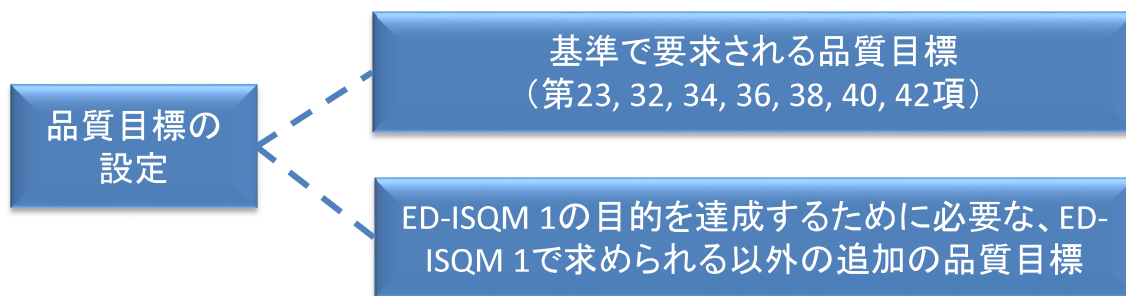 品質目標の
設定
基準で要求される品質目標
（第23, 32, 34, 36, 38, 40, 42項）
ED-ISQM 1の目的を達成するために必要な、ED-
ISQM 1で求められる以外の追加の品質目標